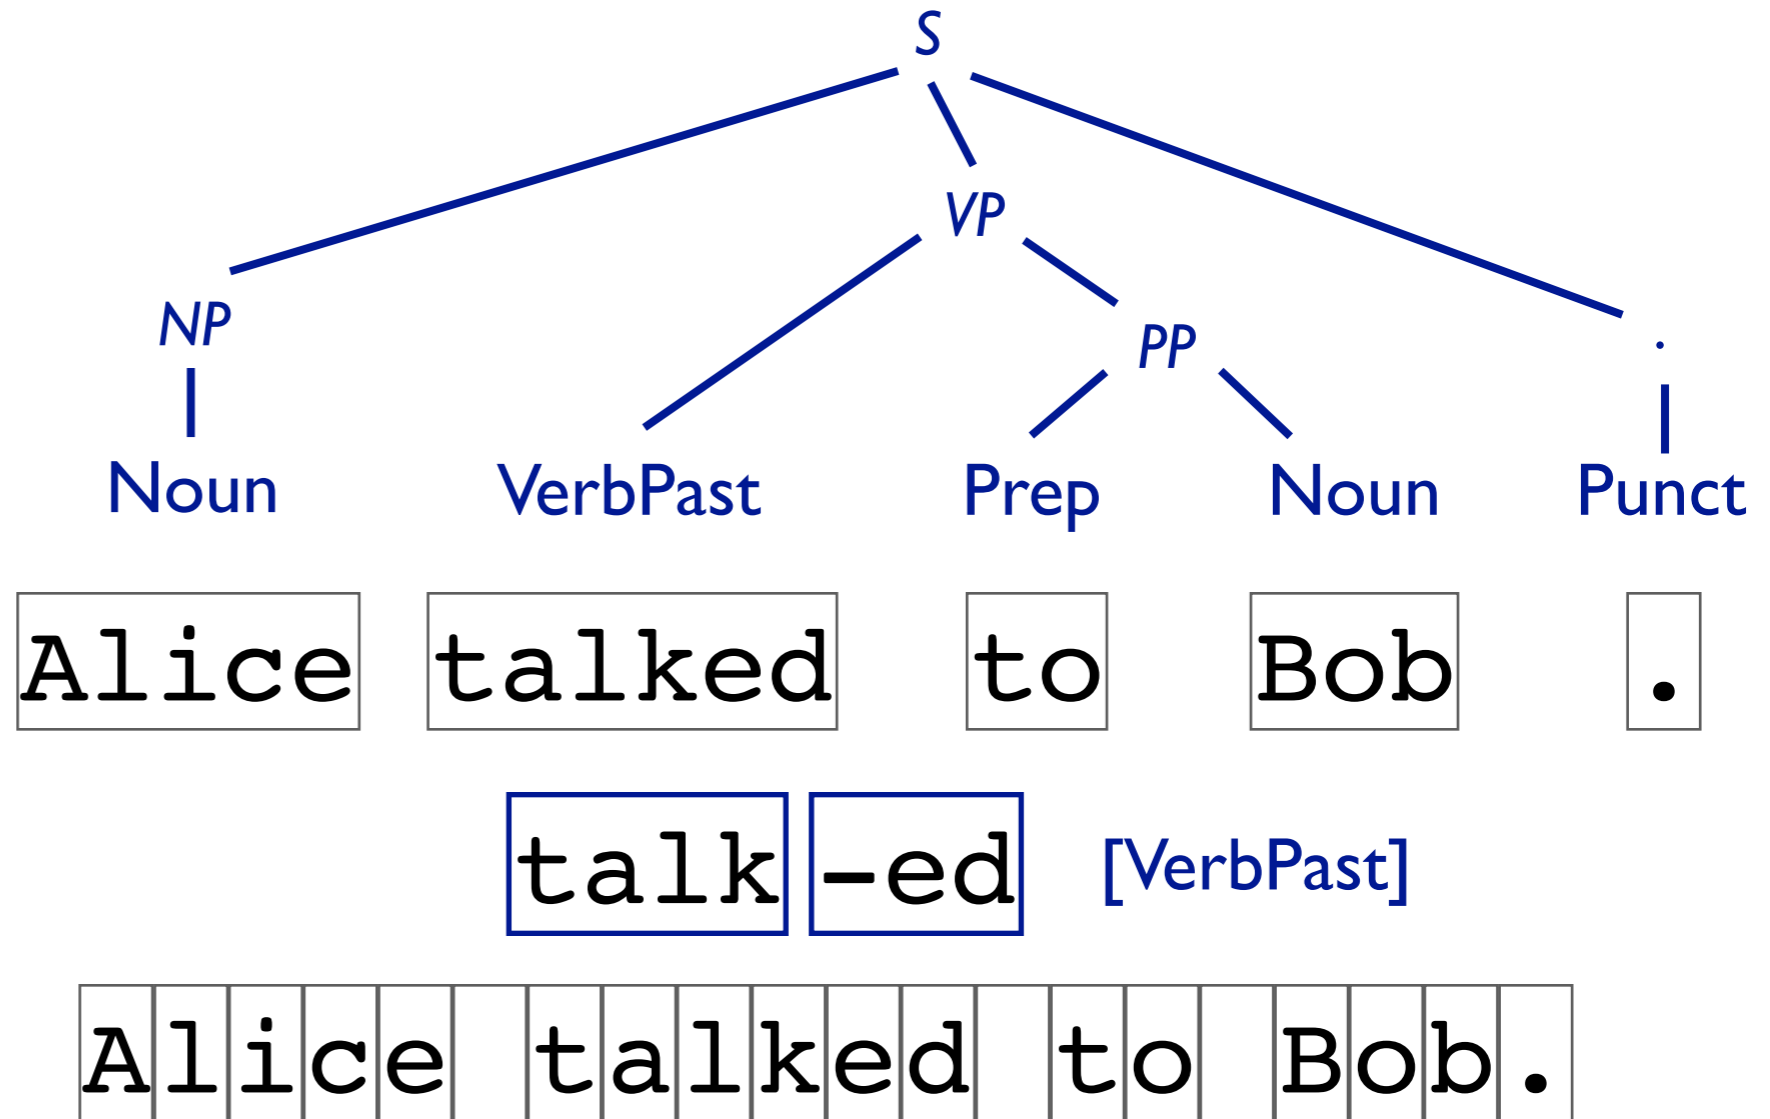 S
VP
NP
PP .
Noun VerbPast Prep Noun Punct
Alice talked to Bob .
talk -ed [VerbPast]
Alice talked to Bob.